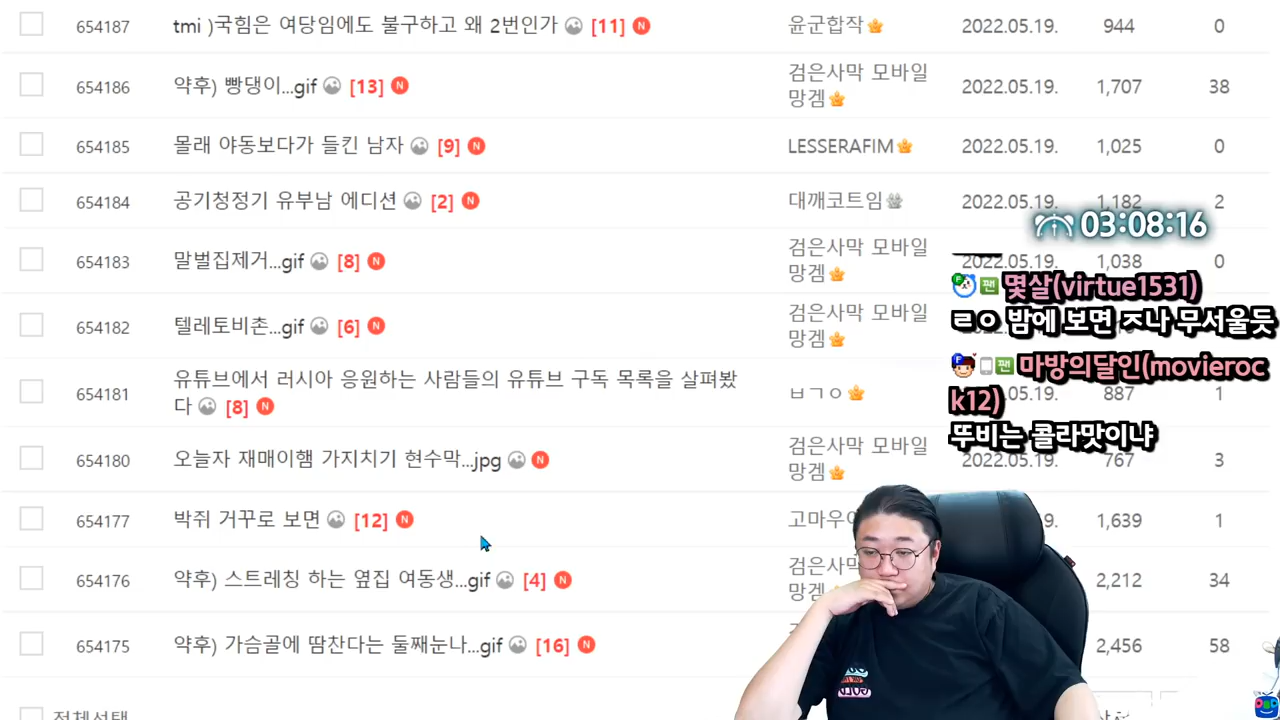 654187 tmi )국힘은 여당임에도 불구하고 왜 2번인가 [11] N 윤군합작 2022.05.19. 944 0
654186 약후) 빵댕이...gif [13] N 검은사막 모바일 2022.05.19. 1,707 38
망겜
654185 몰래 야동보다가 들킨 남자 [9] N LESSERAFIM 2022.05.19. 1,025 0
654184 공기청정기 유부남 에디션 [2] N 대깨코트임 2022.05.19. 1,182 2
03:08:16
654183 말벌집제거...gif [8] N 검은사막 모바일 2022.05.19. 1,038 0
망겜
몇살(virtue1531)
ㄹㅇ 밤에 보면 ㅈ나 무서울듯
654182 텔레토비촌...gif [6] N 검은사막 모바일
망겜
마방의달인(movieroc
k12)
뚜비는 콜라맛이냐
654181 유튜브에서 러시아 응원하는 사람들의 유튜브 구독 목록을 살펴봤 ㅂㄱㅇ 887 1
다 [8] N
654180 오늘자 재매이햄 가지치기 현수막...jpg N 검은사막 모바일 2022.05.19. 767 3
망겜
654177 박쥐 거꾸로 보면 [12] N 고마우 9. 1,639 1
654176 약후) 스트레칭 하는 옆집 여동생...gif [4] N 검은사 2,212 34
망겜
654175 약후) 가슴골에 땀찬다는 둘째눈나...gif [16] N 2,456 58
전체선택